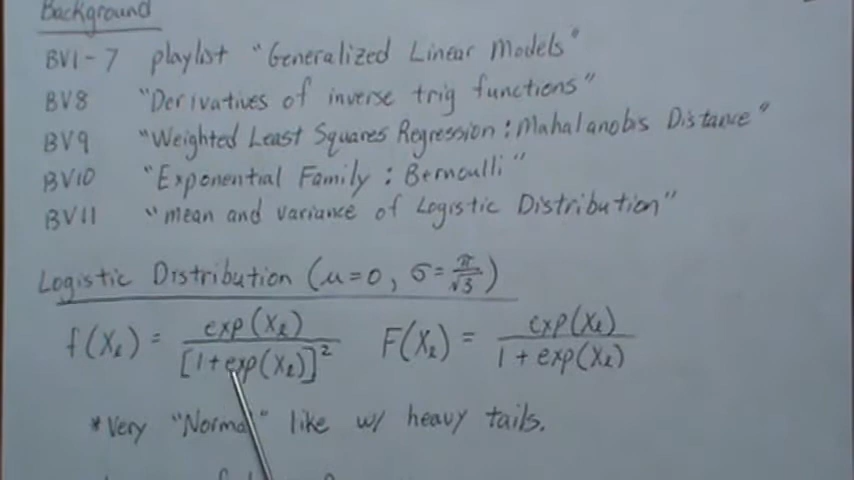 Background
BV1-7 playlist "Generalized Linear Models"
BV8 "Derivatives of inverse trig functions"
BV9 "Weighted Least Squares Regression: Mahalanobis Distance"
BV10 "Exponential Family: Bernoulli"
BV11 "mean and variance of Logistic Distribution"
Logistic Distribution (μ=0, σ=π/√3)
f(Xᵢ) = exp(Xᵢ)/[1+exp(Xᵢ)]² F(Xᵢ) = exp(Xᵢ)/1+exp(Xᵢ)
*Very "Normal" like w/ heavy tails.